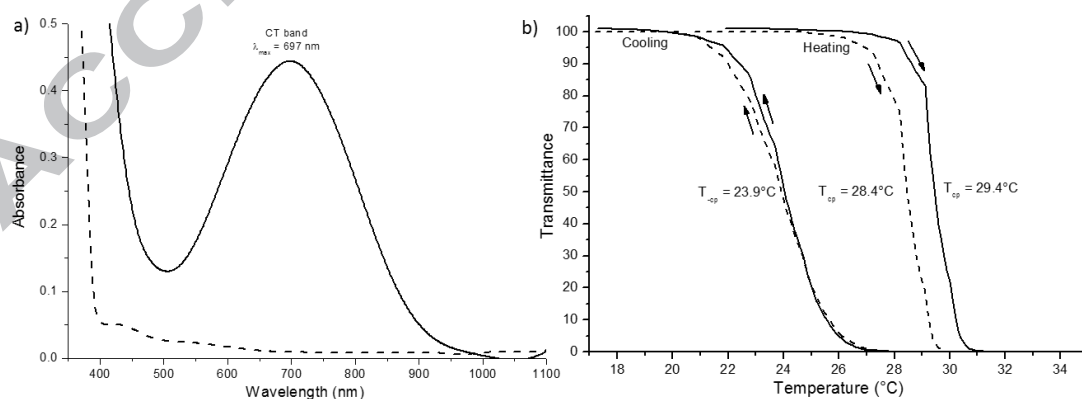 ACC
a)
0.5
0.4
0.3
0.2
0.1
0.0
Absorbance
CT band
λmax = 697 nm
400 500 600 700 800 900 1000 1100
Wavelength (nm)
b)
100
90
80
70
60
50
40
30
20
10
0
Transmittance
Cooling
Heating
T-cp = 23.9°C
Tcp = 28.4°C
Tcp = 29.4°C
18 20 22 24 26 28 30 32 34
Temperature (°C)